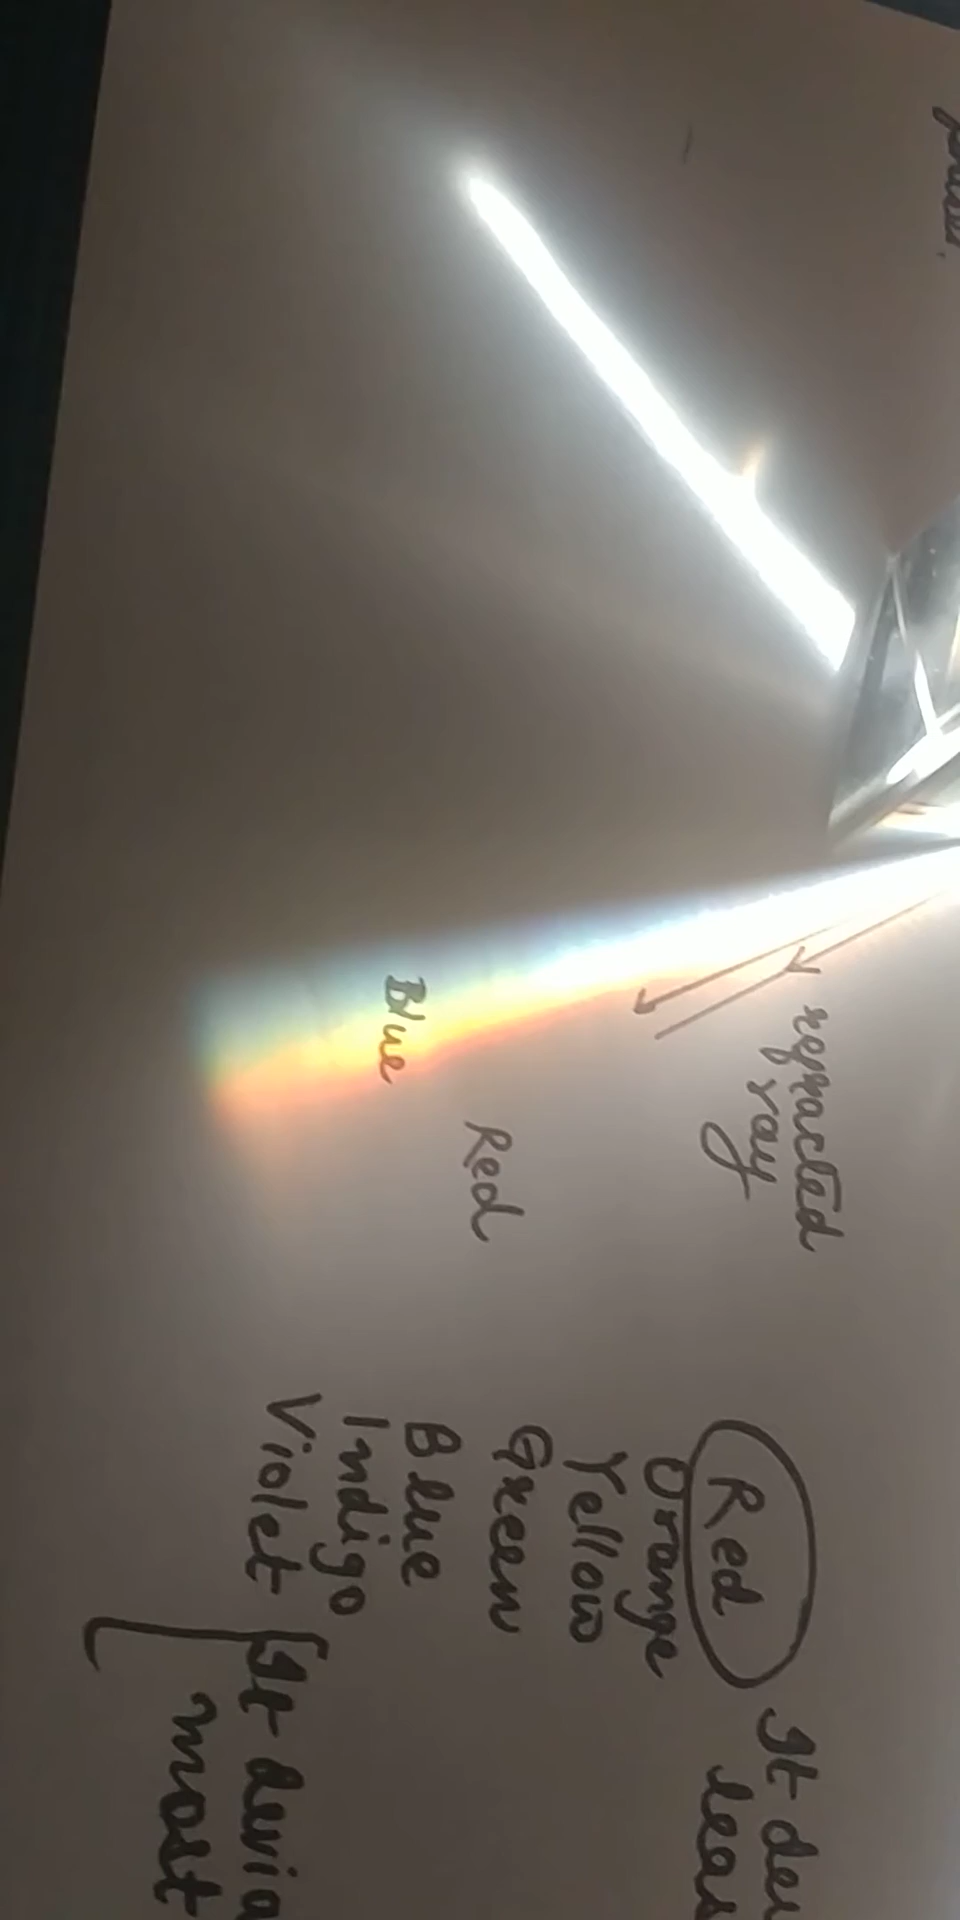 refracted
ray
Blue
Red
Red
Orange
Yellow
Green
Blue
Indigo
Violet
It devia
most
It dev
leas